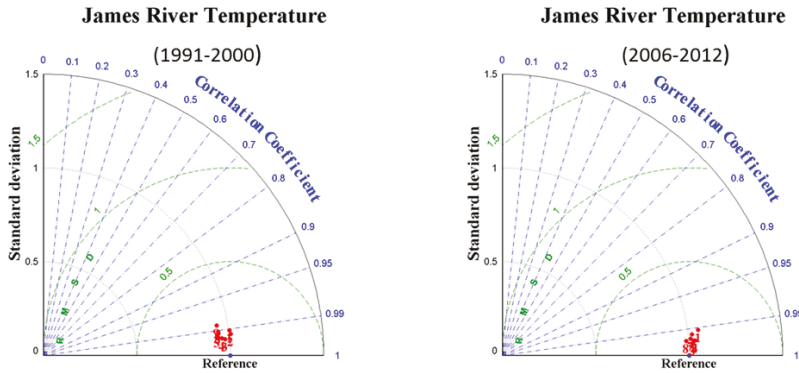 James River Temperature
(1991-2000)
0 0.1 0.2 0.3 0.4 0.5 0.6 0.7 0.8 0.9 0.95 0.99 1
Correlation Coefficient
Standard deviation
1.5
1
0.5
0
1.5
1
0.5
R M S D
Reference
James River Temperature
(2006-2012)
0 0.1 0.2 0.3 0.4 0.5 0.6 0.7 0.8 0.9 0.95 0.99 1
Correlation Coefficient
Standard deviation
1.5
1
0.5
0
1.5
1
0.5
R M S D
Reference